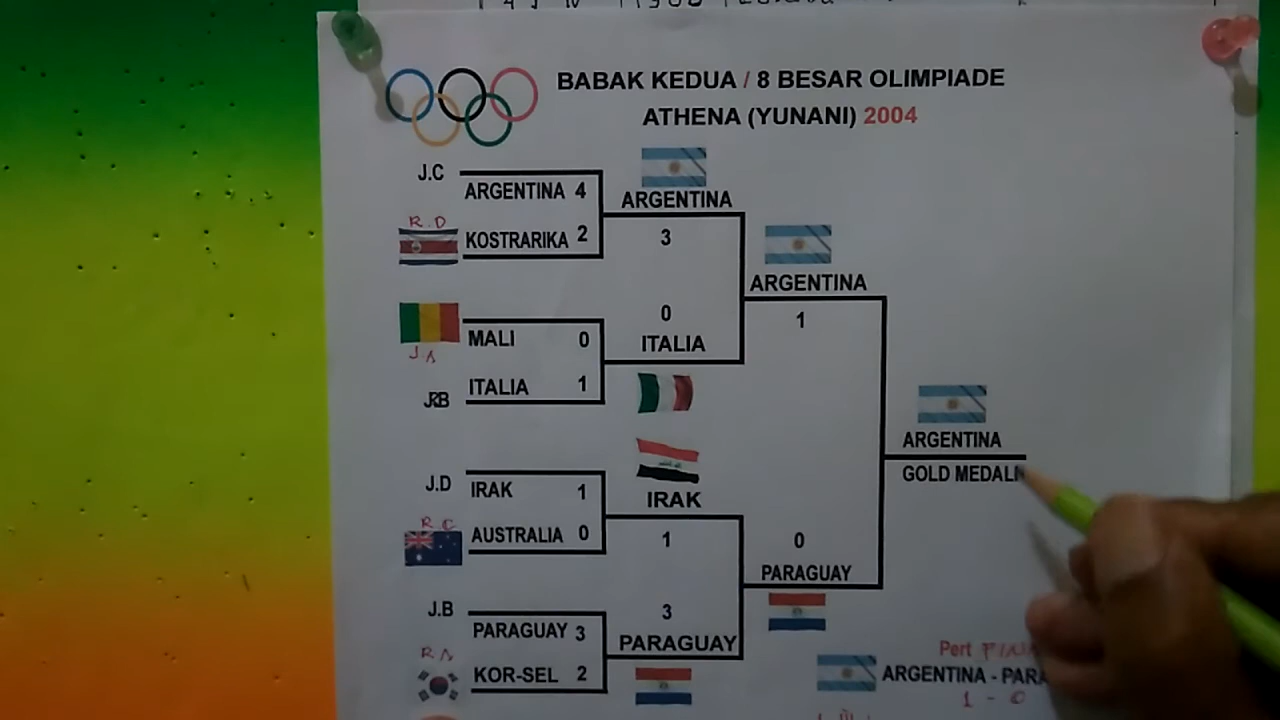 BABAK KEDUA / 8 BESAR OLIMPIADE
ATHENA (YUNANI) 2004
J.C
ARGENTINA 4
R.D
KOSTRARIKA 2
ARGENTINA
3
MALI 0
J.A
ITALIA 1
0
ITALIA
ARGENTINA
1
J.D
IRAK 1
R.C
AUSTRALIA 0
IRAK
1
J.B
PARAGUAY 3
R.A
KOR-SEL 2
3
PARAGUAY
0
PARAGUAY
ARGENTINA
GOLD MEDALI
Pert
ARGENTINA - PARA
1 - 0